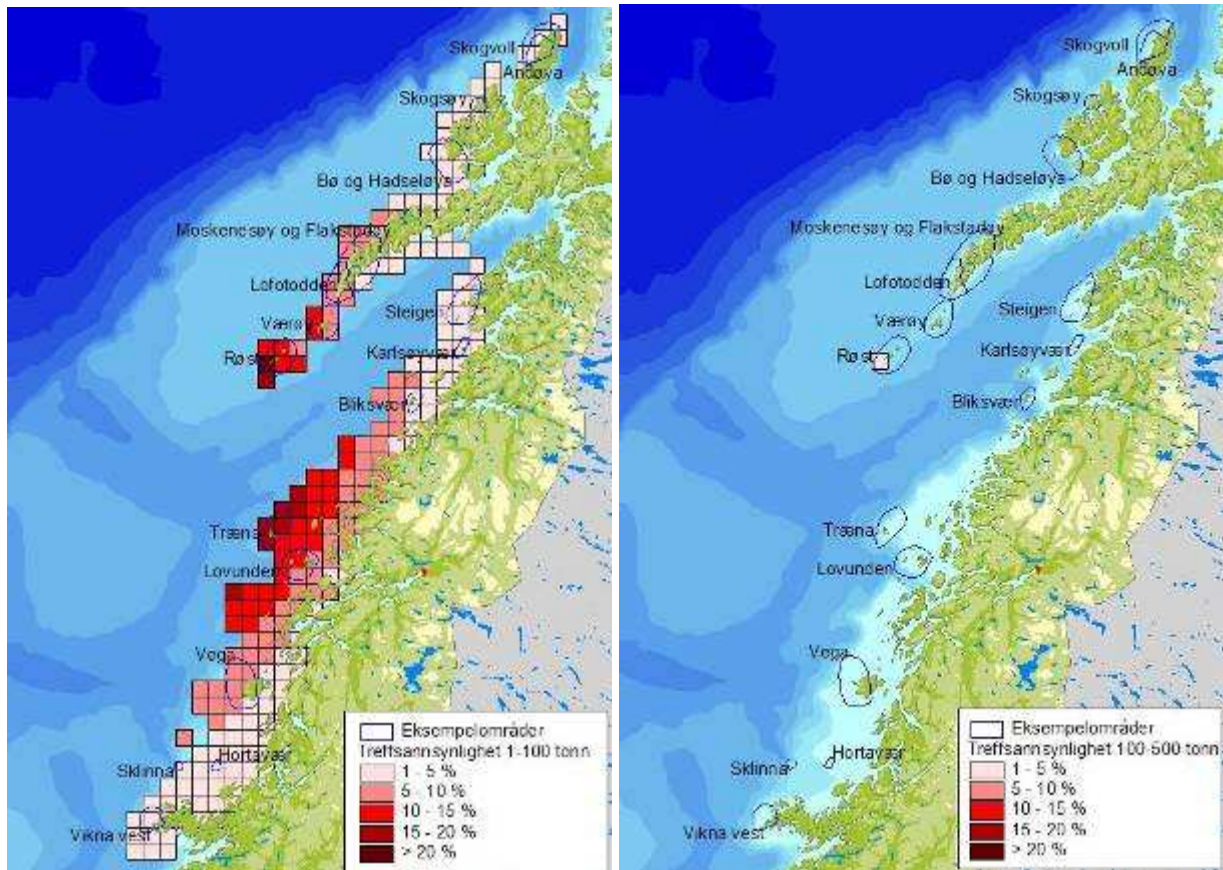 Skogvoll
Andøya
Skogsøy
Bø og Hadseløya
Moskenesøy og Flakstadøy
Lofotodden
Steigen
Værøy
Røst
Karlsøyvær
Bliksvær
Træna
Lovunden
Vega
Hortavær
Sklinna
Vikna vest
Eksempelområder
Treffsannsynlighet 1-100 tonn
1 - 5 %
5 - 10 %
10 - 15 %
15 - 20 %
> 20 %
Skogvoll
Andøya
Skogsøy
Bø og Hadseløya
Moskenesøy og Flakstadøy
Lofotodden
Steigen
Værøy
Røst
Karlsøyvær
Bliksvær
Træna
Lovunden
Vega
Hortavær
Sklinna
Vikna vest
Eksempelområder
Treffsannsynlighet 100-500 tonn
1 - 5 %
5 - 10 %
10 - 15 %
15 - 20 %
> 20 %